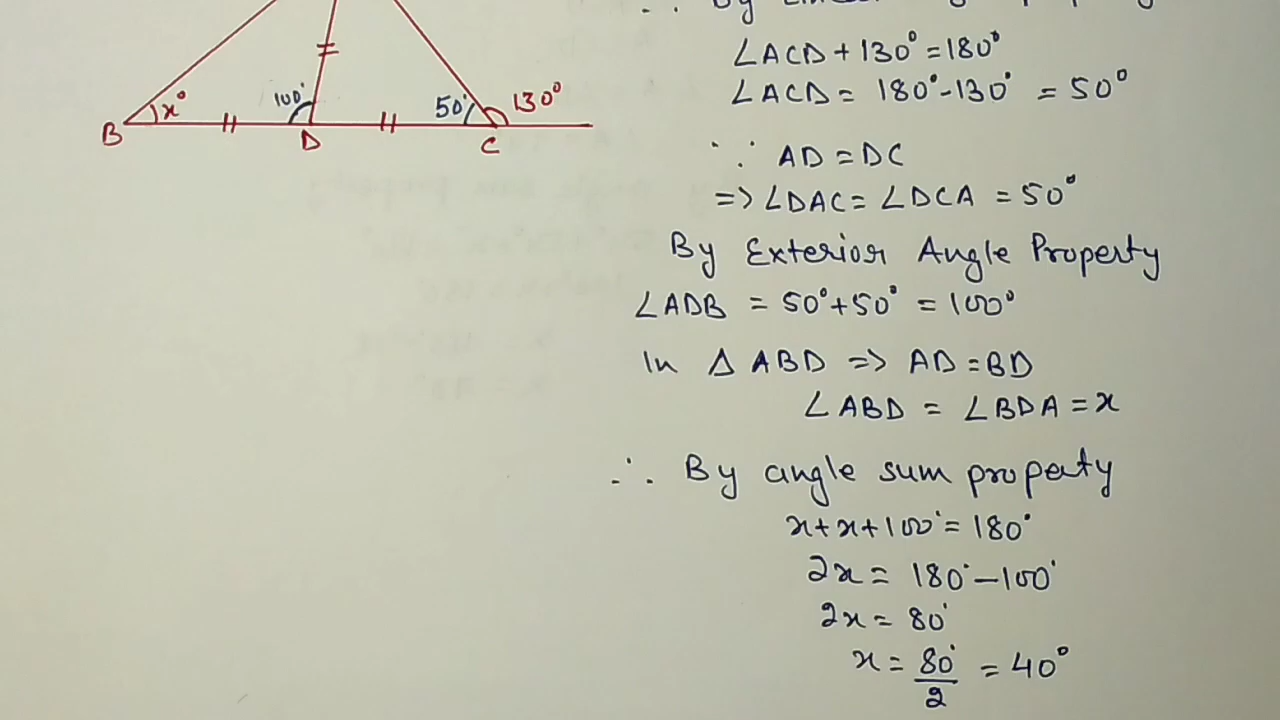 ∠ACD + 130° = 180°
∠ACD = 180° - 130° = 50°
∵ AD = DC
=> ∠DAC = ∠DCA = 50°
By Exterior Angle Property
∠ADB = 50° + 50° = 100°
In △ ABD => AD = BD
∠ABD = ∠BDA = x
∴ By angle sum property
x + x + 100° = 180°
2x = 180° - 100°
2x = 80°
x = 80°/2 = 40°
x° 100° 50° 130°
B D C